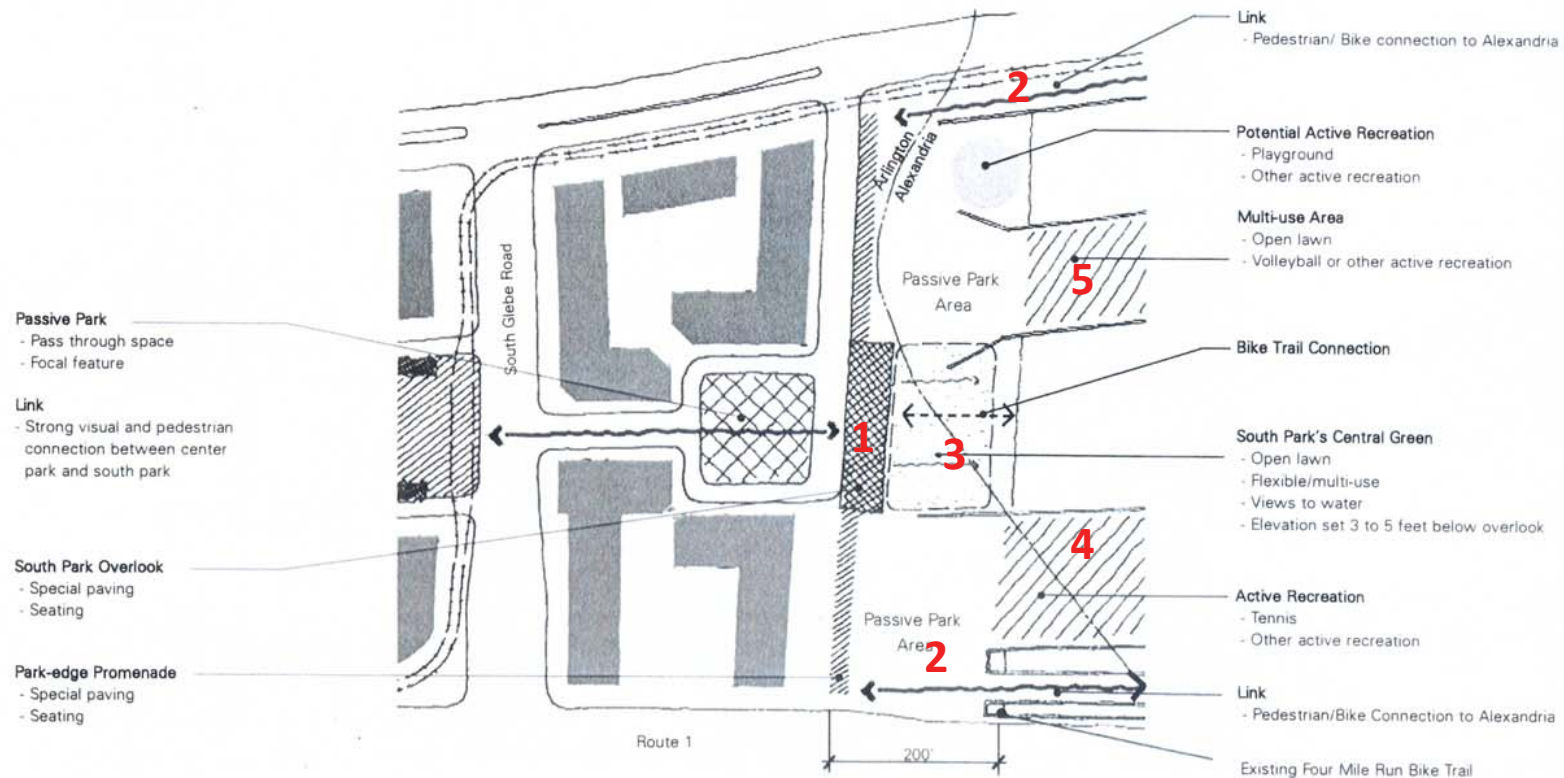 Passive Park
- Pass through space
- Focal feature
Link
- Strong visual and pedestrian
connection between center
park and south park
South Park Overlook
- Special paving
- Seating
Park-edge Promenade
- Special paving
- Seating
South Glebe Road
Route 1
200'
Arlington
Alexandria
Passive Park
Area
Passive Park
Area
1
2
3
4
5
2
Link
- Pedestrian/ Bike connection to Alexandria
Potential Active Recreation
- Playground
- Other active recreation
Multi-use Area
- Open lawn
- Volleyball or other active recreation
Bike Trail Connection
South Park's Central Green
- Open lawn
- Flexible/multi-use
- Views to water
- Elevation set 3 to 5 feet below overlook
Active Recreation
- Tennis
- Other active recreation
Link
- Pedestrian/Bike Connection to Alexandria
Existing Four Mile Run Bike Trail